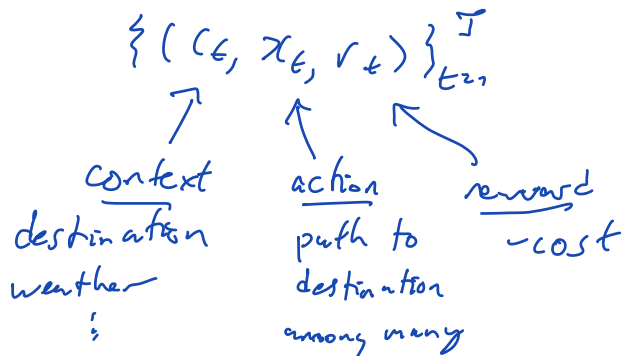 {(c_t, x_t, r_t)}_{t=1}^T
context action reward
destination path to -cost
weather destination
⋮ among many